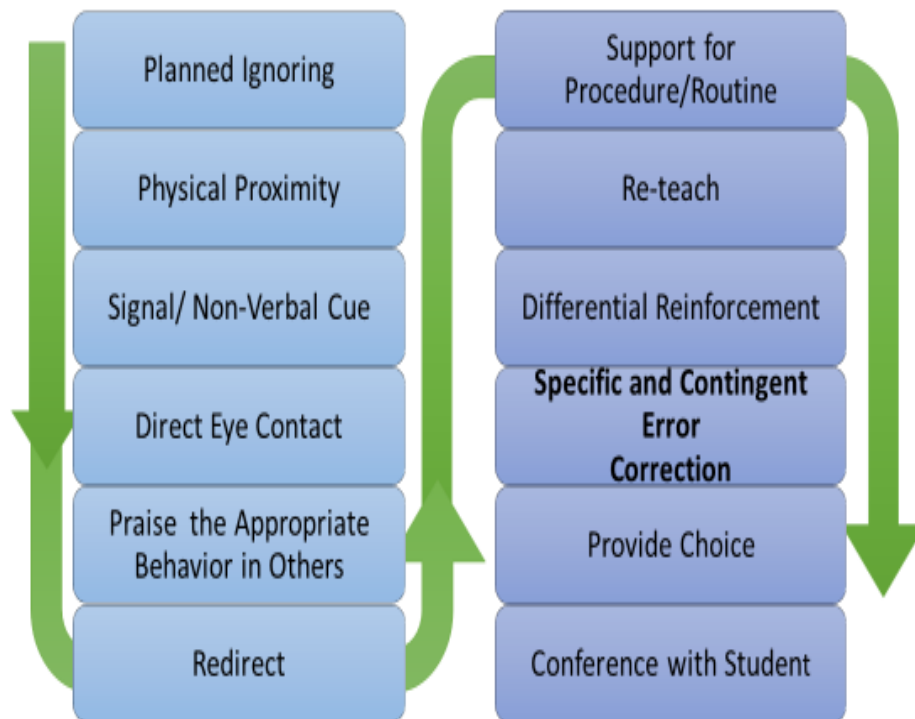 Planned Ignoring
Physical Proximity
Signal/ Non-Verbal Cue
Direct Eye Contact
Praise the Appropriate
Behavior in Others
Redirect
Support for
Procedure/Routine
Re-teach
Differential Reinforcement
Specific and Contingent
Error
Correction
Provide Choice
Conference with Student